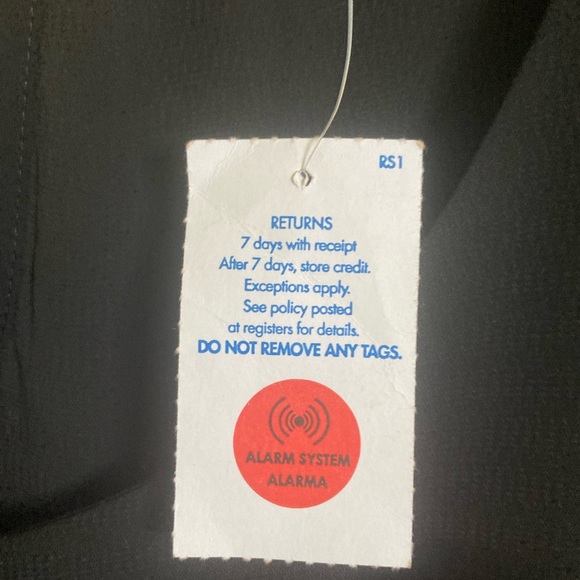 RS1
RETURNS
7 days with receipt
After 7 days, store credit.
Exceptions apply.
See policy posted
at registers for details.
DO NOT REMOVE ANY TAGS.
ALARM SYSTEM
ALARMA